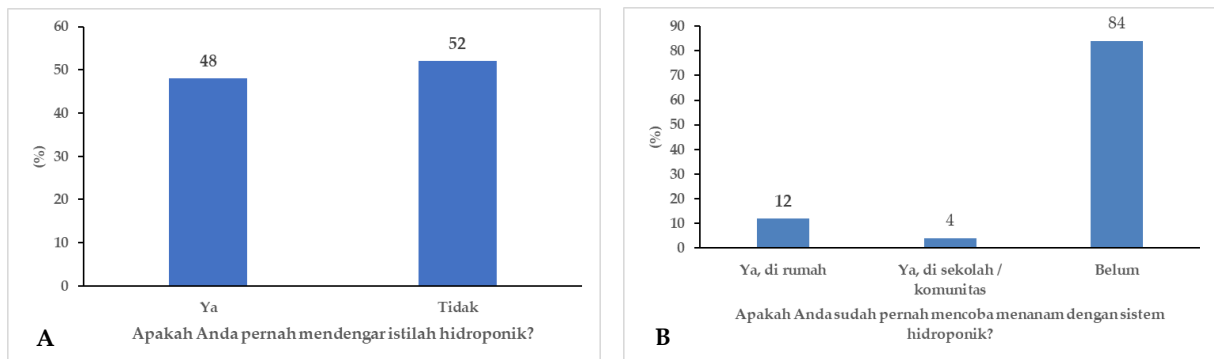 60
50
40
30
20
10
0
(%)
48
52
Ya
Tidak
Apakah Anda pernah mendengar istilah hidroponik?
A
90
80
70
60
50
40
30
20
10
0
(%)
12
4
84
Ya, di rumah
Ya, di sekolah /
komunitas
Belum
Apakah Anda sudah pernah mencoba menanam dengan sistem
hidroponik?
B